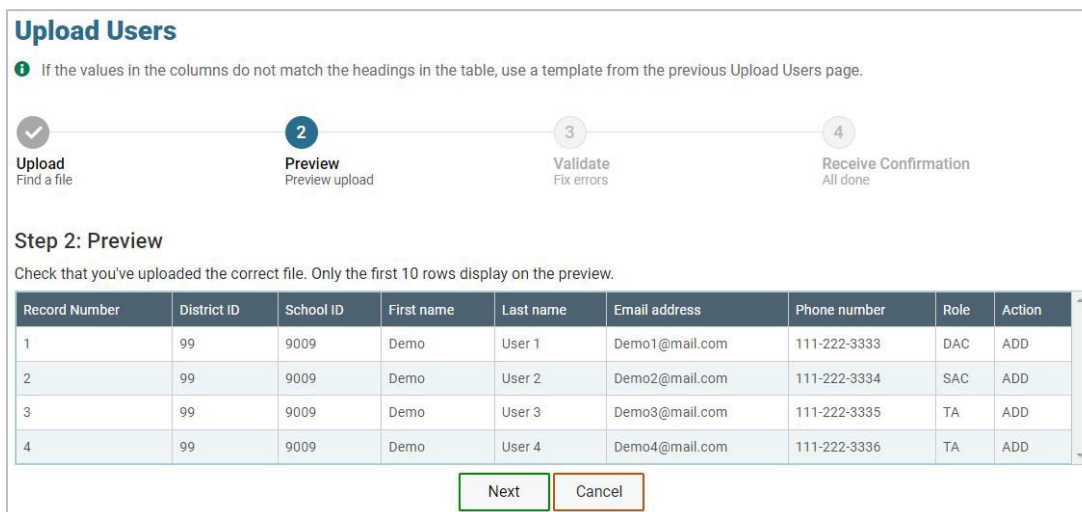 Upload Users
If the values in the columns do not match the headings in the table, use a template from the previous Upload Users page.
2 3 4
Upload Preview Validate Receive Confirmation
Find a file Preview upload Fix errors All done
Step 2: Preview
Check that you've uploaded the correct file. Only the first 10 rows display on the preview.
Record Number District ID School ID First name Last name Email address Phone number Role Action
1 99 9009 Demo User 1 Demo1@mail.com 111-222-3333 DAC ADD
2 99 9009 Demo User 2 Demo2@mail.com 111-222-3334 SAC ADD
3 99 9009 Demo User 3 Demo3@mail.com 111-222-3335 TA ADD
4 99 9009 Demo User 4 Demo4@mail.com 111-222-3336 TA ADD
Next Cancel